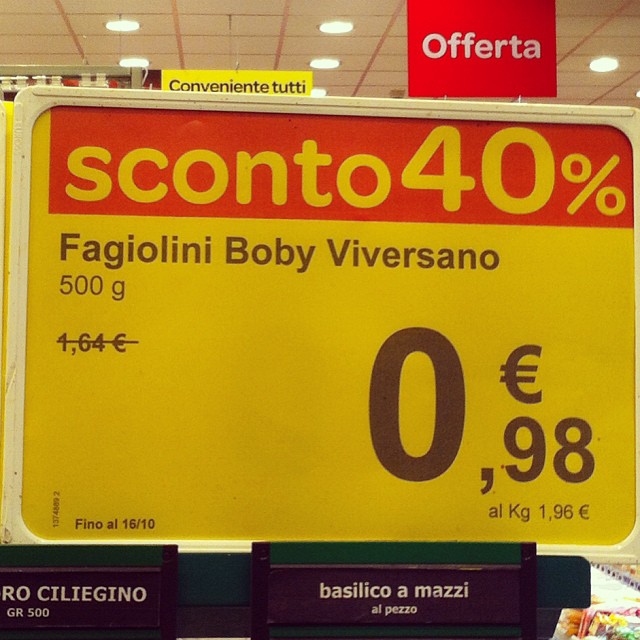 Offerta
Conveniente tutti
sconto 40%
Fagiolini Boby Viversano
500 g
1,64 €
0,98 €
al Kg 1,96 €
Fino al 16/10
RO CILIEGINO
GR 500
basilico a mazzi
al pezzo